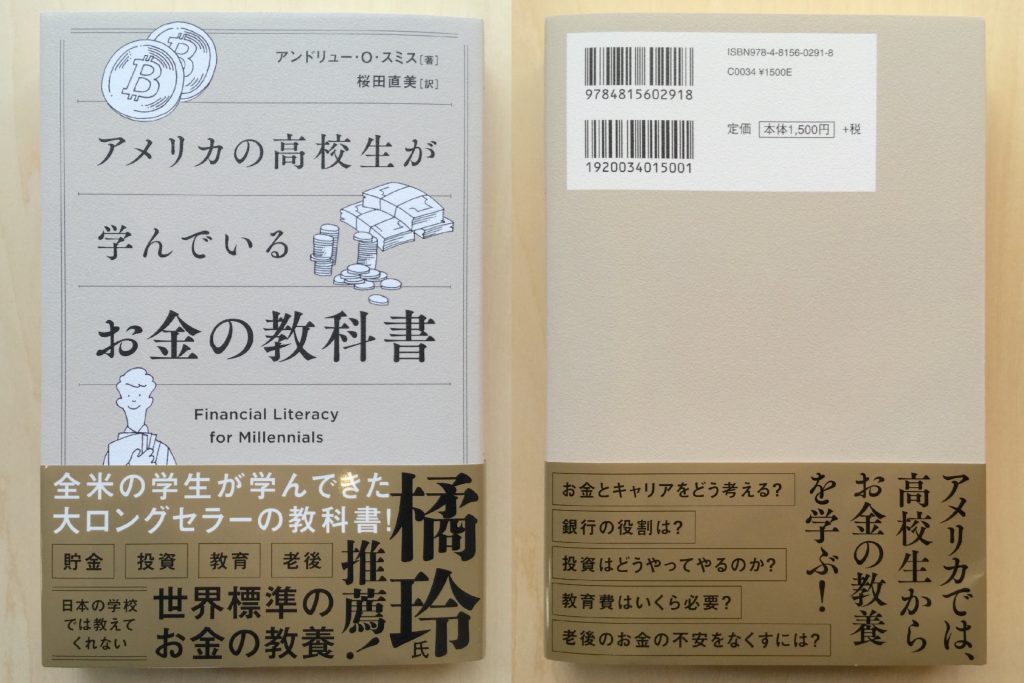 アンドリュー・O・スミス[著]
桜田直美[訳]
アメリカの高校生が
学んでいる
お金の教科書
Financial Literacy
for Millennials
全米の学生が学んできた
大ロングセラーの教科書!
貯金
投資
教育
老後
日本の学校
では教えて
くれない
世界標準の
お金の教養
橘玲氏
推薦!
9784815602918
1920034015001
ISBN978-4-8156-0291-8
C0034 ¥1500E
定価 本体1,500円 +税
アメリカでは、
高校生から
お金の教養
を学ぶ!
お金とキャリアをどう考える?
銀行の役割は?
投資はどうやってやるのか?
教育費はいくら必要?
老後のお金の不安をなくすには?